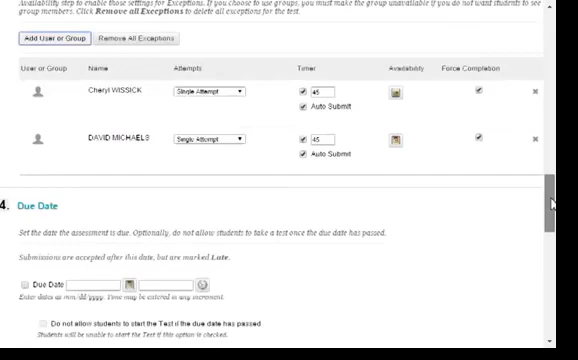 Availability step to enable those settings for Exceptions. If you choose to use groups, you must make the group unavailable if you do not want students to see
group members. Click Remove all Exceptions to delete all exceptions for the test.
Add User or Group Remove All Exceptions
User or Group Name Attempts Timer Availability Force Completion
Cheryl WISSICK Single Attempt 45
Auto Submit
DAVID MICHAELS Single Attempt 45
Auto Submit
4. Due Date
Set the date the assessment is due. Optionally, do not allow students to take a test once the due date has passed.
Submissions are accepted after this date, but are marked Late.
Due Date
Enter dates as mm/dd/yyyy. Time may be entered in any increment.
Do not allow students to start the Test if the due date has passed.
Students will be unable to start the Test if this option is checked.